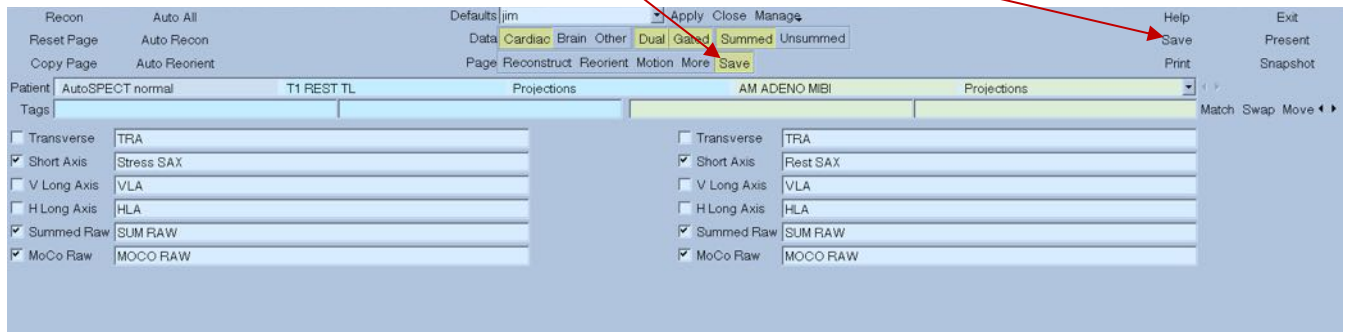 Recon Auto All Defaults jim Apply Close Manage Help Exit
Reset Page Auto Recon Data Cardiac Brain Other Dual Gated Summed Unsummed Save Present
Copy Page Auto Reorient Page Reconstruct Reorient Motion More Save Print Snapshot
Patient AutoSPECT normal T1 REST TL Projections AM ADENO MIBI Projections
Tags Match Swap Move
Transverse TRA Transverse TRA
Short Axis Stress SAX Short Axis Rest SAX
V Long Axis VLA V Long Axis VLA
H Long Axis HLA H Long Axis HLA
Summed Raw SUM RAW Summed Raw SUM RAW
MoCo Raw MOCO RAW MoCo Raw MOCO RAW